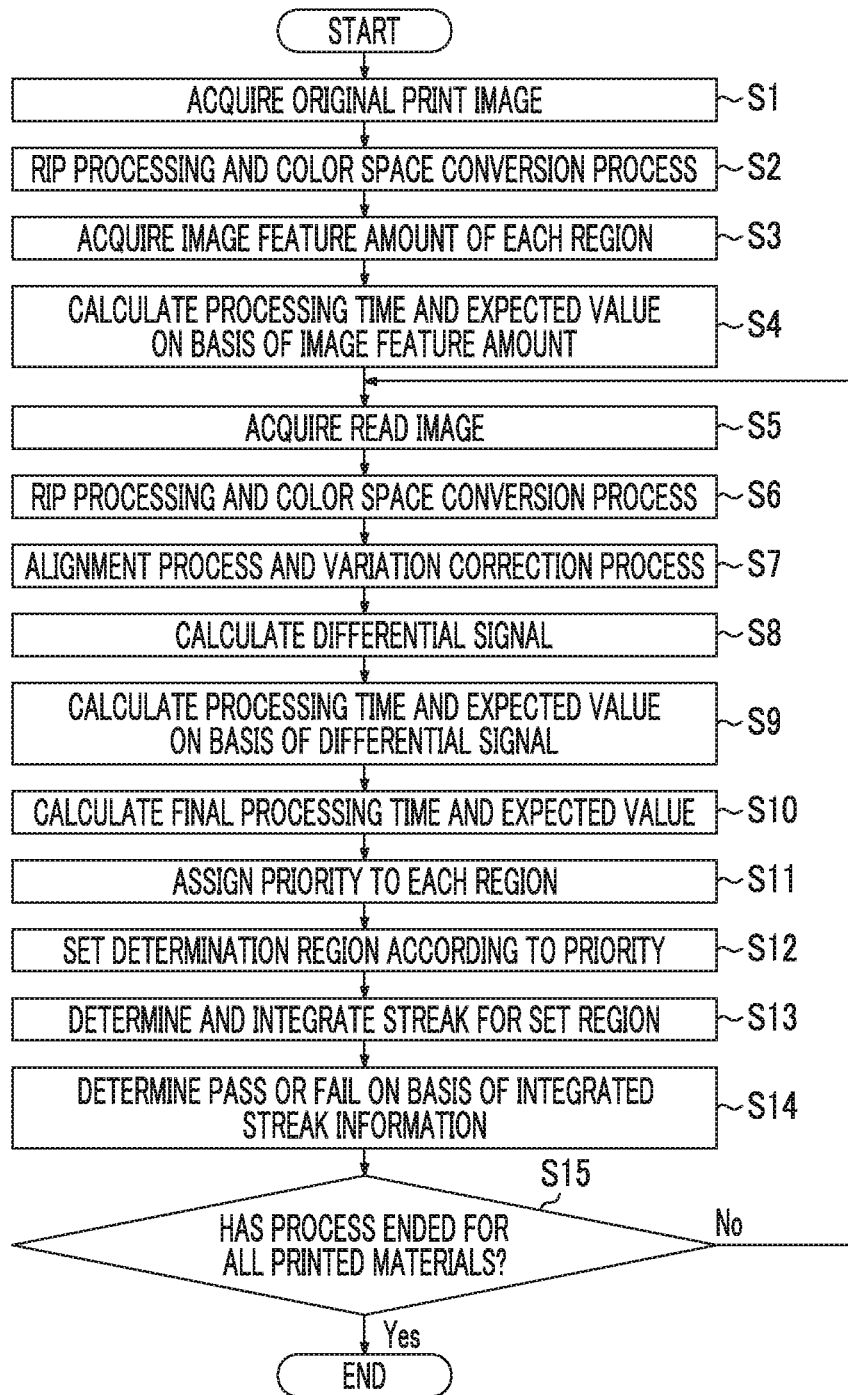 START
ACQUIRE ORIGINAL PRINT IMAGE
S1
RIP PROCESSING AND COLOR SPACE CONVERSION PROCESS
S2
ACQUIRE IMAGE FEATURE AMOUNT OF EACH REGION
S3
CALCULATE PROCESSING TIME AND EXPECTED VALUE
ON BASIS OF IMAGE FEATURE AMOUNT
S4
ACQUIRE READ IMAGE
S5
RIP PROCESSING AND COLOR SPACE CONVERSION PROCESS
S6
ALIGNMENT PROCESS AND VARIATION CORRECTION PROCESS
S7
CALCULATE DIFFERENTIAL SIGNAL
S8
CALCULATE PROCESSING TIME AND EXPECTED VALUE
ON BASIS OF DIFFERENTIAL SIGNAL
S9
CALCULATE FINAL PROCESSING TIME AND EXPECTED VALUE
S10
ASSIGN PRIORITY TO EACH REGION
S11
SET DETERMINATION REGION ACCORDING TO PRIORITY
S12
DETERMINE AND INTEGRATE STREAK FOR SET REGION
S13
DETERMINE PASS OR FAIL ON BASIS OF INTEGRATED
STREAK INFORMATION
S14
S15
HAS PROCESS ENDED FOR
ALL PRINTED MATERIALS?
No
Yes
END